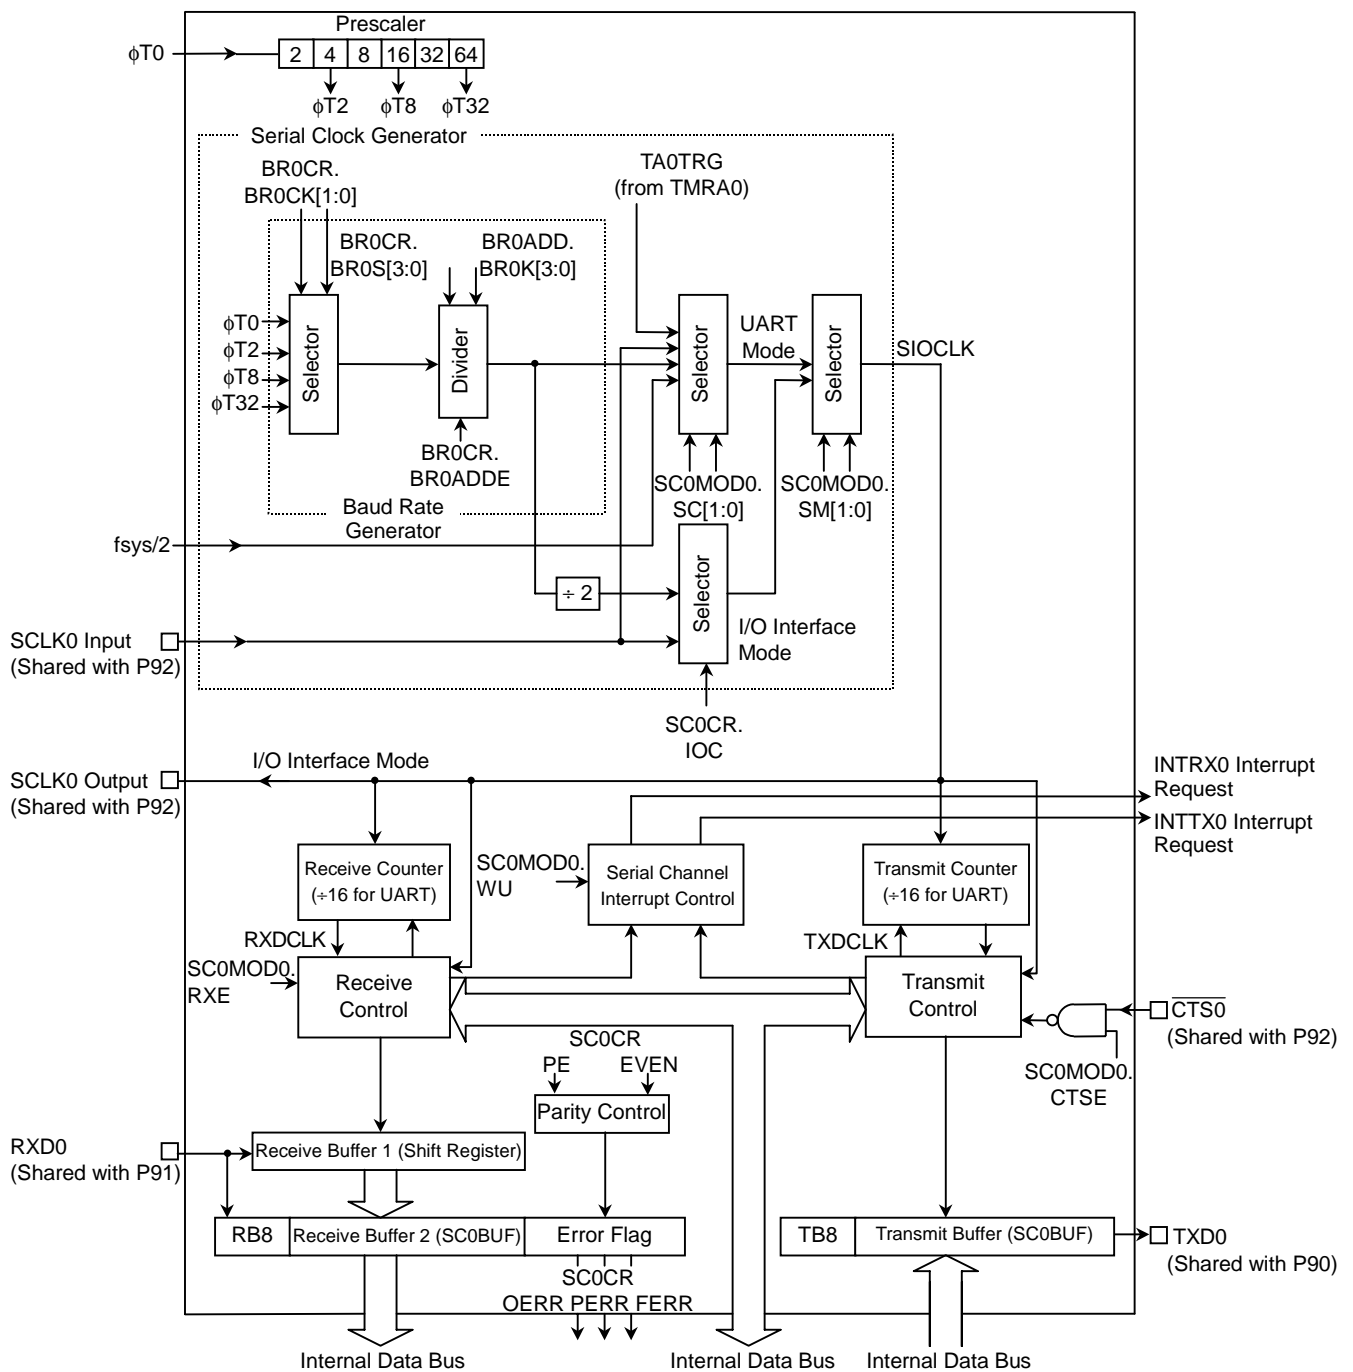 Prescaler
ϕT0
2 4 8 16 32 64
ϕT2 ϕT8 ϕT32
Serial Clock Generator
BR0CR.
BR0CK[1:0]
TA0TRG
(from TMRA0)
BR0CR.
BR0S[3:0]
BR0ADD.
BR0K[3:0]
ϕT0
ϕT2
ϕT8
ϕT32
Selector
Divider
Selector
UART
Mode
Selector
SIOCLK
BR0CR.
BR0ADDE
SC0MOD0.
SC[1:0]
SC0MOD0.
SM[1:0]
Baud Rate
Generator
fsys/2
÷ 2
Selector
I/O Interface
Mode
SCLK0 Input
(Shared with P92)
SC0CR.
IOC
I/O Interface Mode
SCLK0 Output
(Shared with P92)
INTRX0 Interrupt
Request
INTTX0 Interrupt
Request
Receive Counter
(÷16 for UART)
SC0MOD0.
WU
Serial Channel
Interrupt Control
Transmit Counter
(÷16 for UART)
RXDCLK
TXDCLK
SC0MOD0.
RXE
Receive
Control
Transmit
Control
CTS0
(Shared with P92)
SC0MOD0.
CTSE
SC0CR
PE EVEN
Parity Control
RXD0
(Shared with P91)
Receive Buffer 1 (Shift Register)
RB8 Receive Buffer 2 (SC0BUF) Error Flag
TB8 Transmit Buffer (SC0BUF)
TXD0
(Shared with P90)
SC0CR
OERR PERR FERR
Internal Data Bus
Internal Data Bus
Internal Data Bus